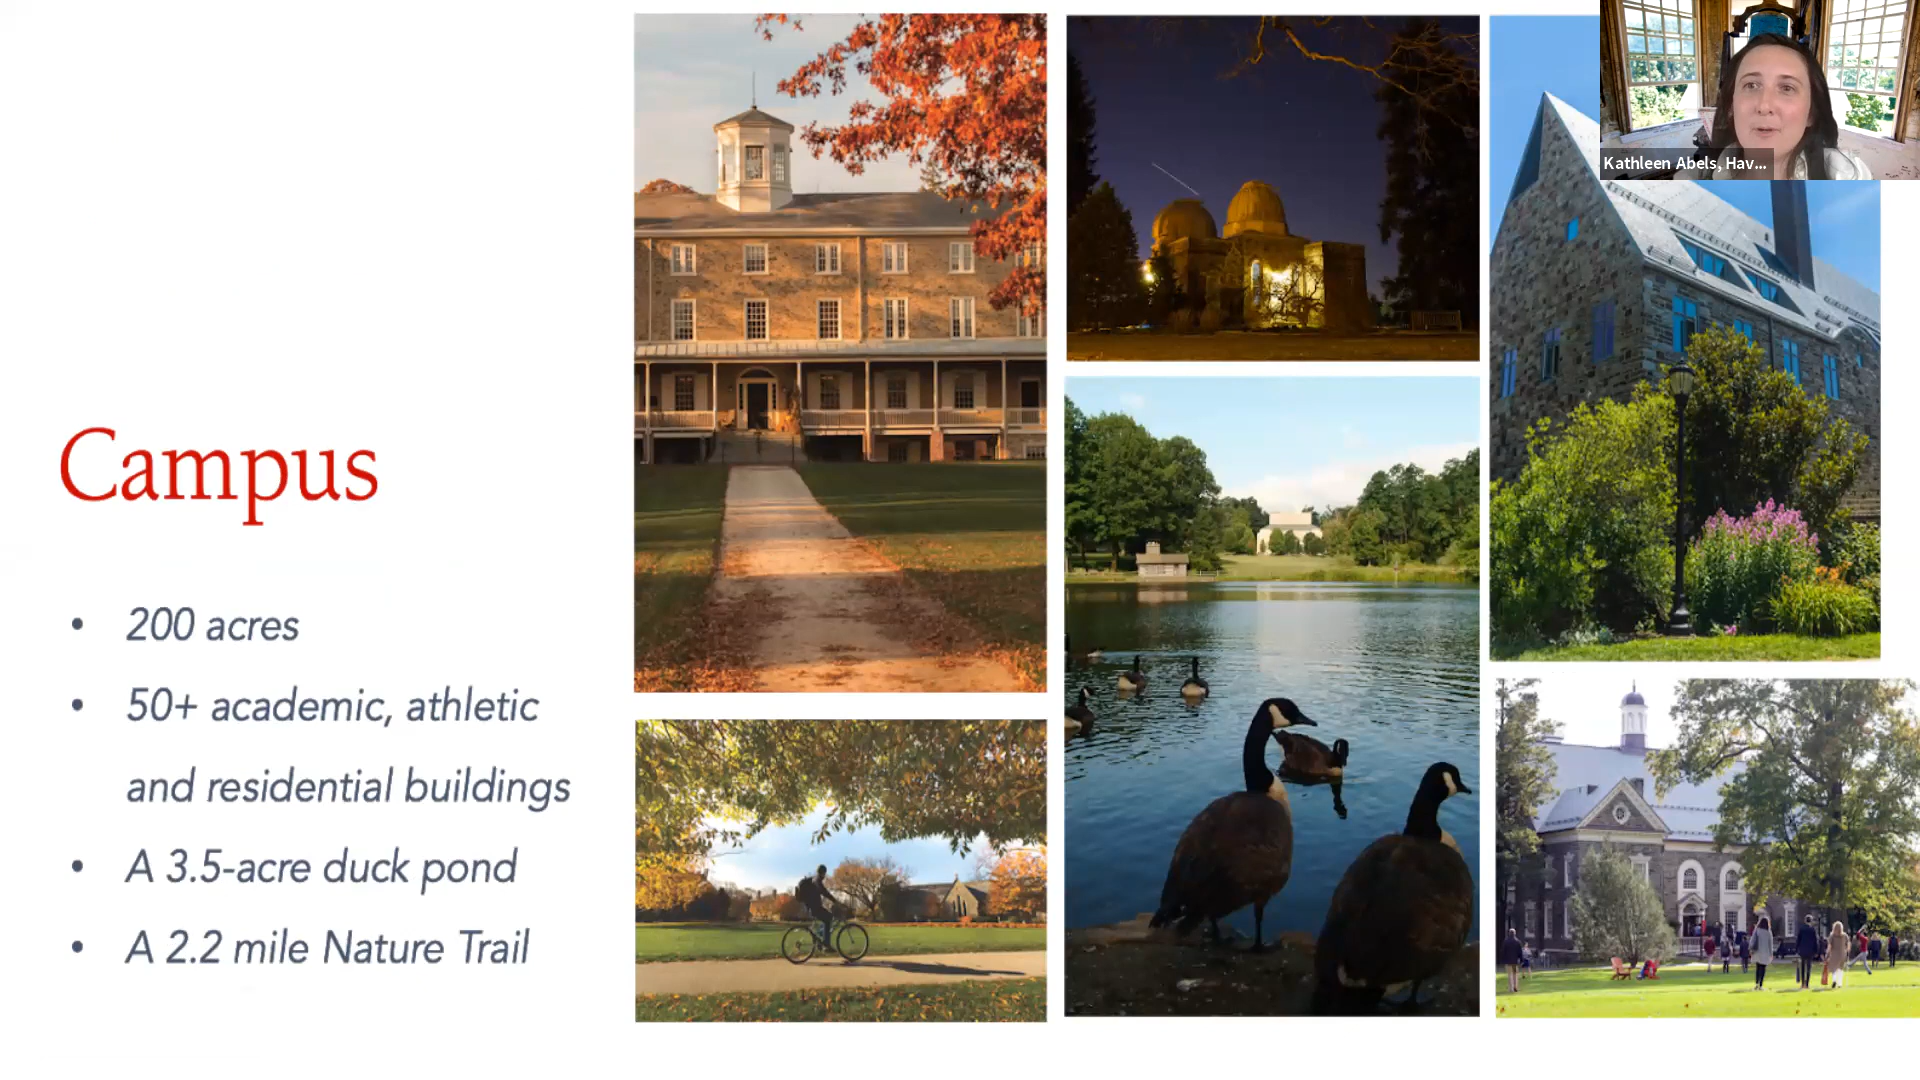 Kathleen Abels, Hav...
Campus
• 200 acres
• 50+ academic, athletic
and residential buildings
• A 3.5-acre duck pond
• A 2.2 mile Nature Trail